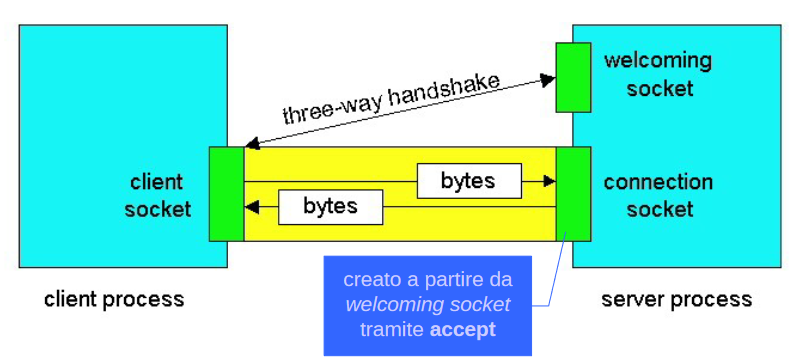 welcoming
socket
three-way handshake
client
socket
bytes
bytes
connection
socket
creato a partire da
welcoming socket
tramite accept
client process
server process